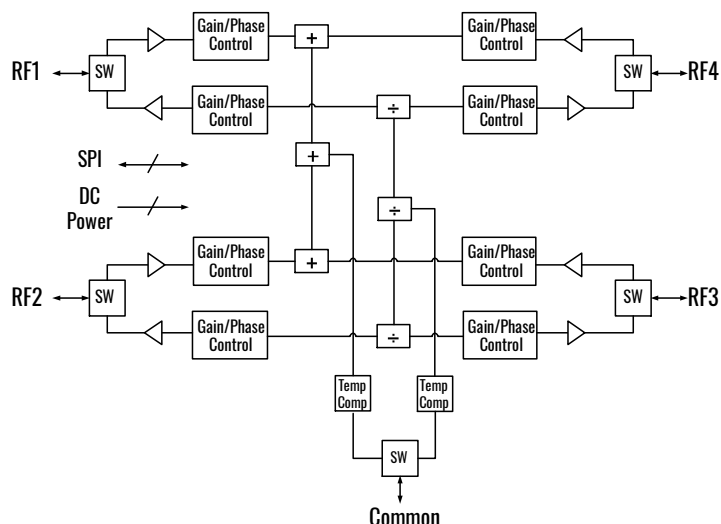 Gain/Phase
Control
+
Gain/Phase
Control
RF1
SW
SW
RF4
Gain/Phase
Control
÷
Gain/Phase
Control
SPI
+
DC
Power
÷
Gain/Phase
Control
+
Gain/Phase
Control
RF2
SW
SW
RF3
Gain/Phase
Control
÷
Gain/Phase
Control
Temp
Comp
Temp
Comp
SW
Common